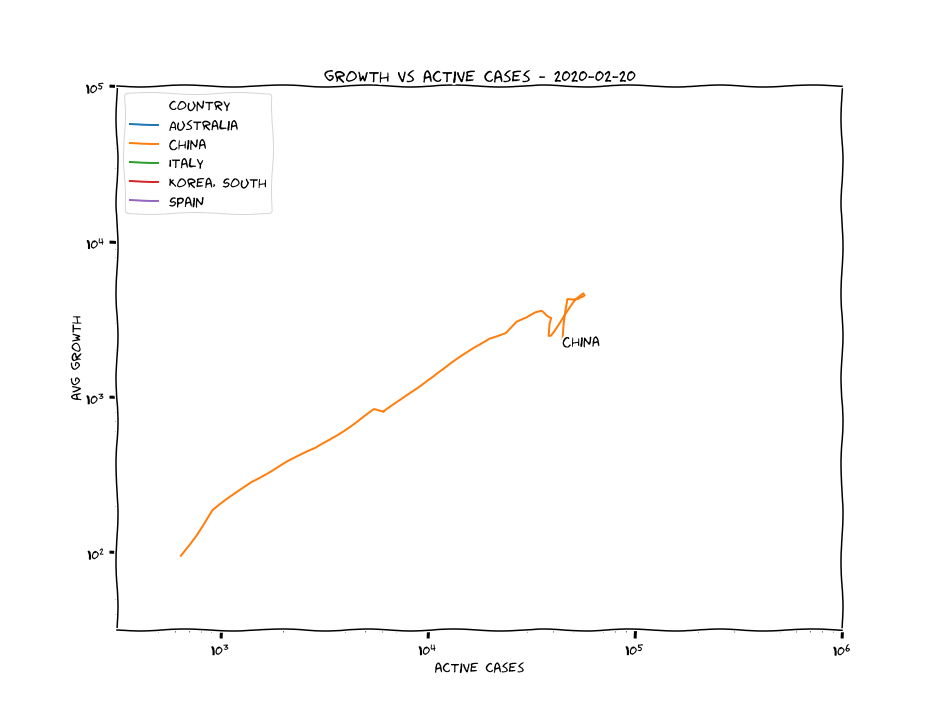 GROWTH VS ACTIVE CASES - 2020-02-20
10⁵
COUNTRY
AUSTRALIA
CHINA
ITALY
KOREA, SOUTH
SPAIN
10⁴
AVG GROWTH
CHINA
10³
10²
10³ 10⁴ 10⁵ 10⁶
ACTIVE CASES